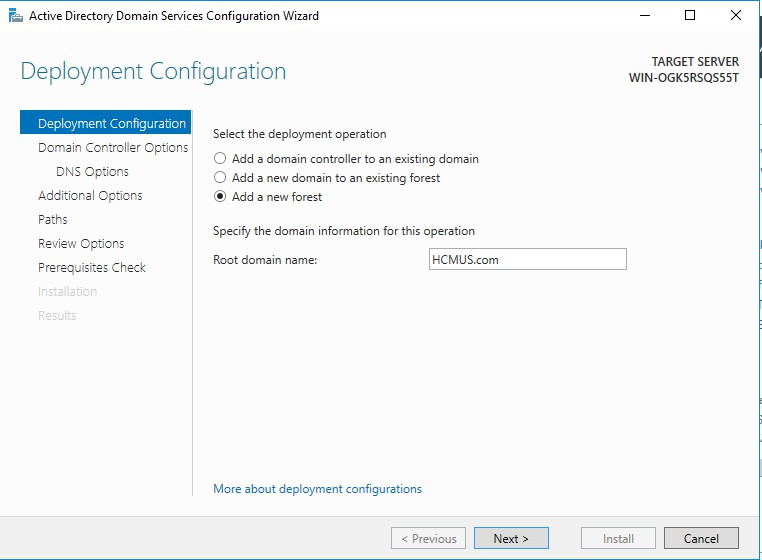 Active Directory Domain Services Configuration Wizard
Deployment Configuration
TARGET SERVER
WIN-OGK5RSQS55T
Deployment Configuration
Domain Controller Options
DNS Options
Additional Options
Paths
Review Options
Prerequisites Check
Installation
Results
Select the deployment operation
Add a domain controller to an existing domain
Add a new domain to an existing forest
Add a new forest
Specify the domain information for this operation
Root domain name: HCMUS.com
More about deployment configurations
< Previous Next > Install Cancel